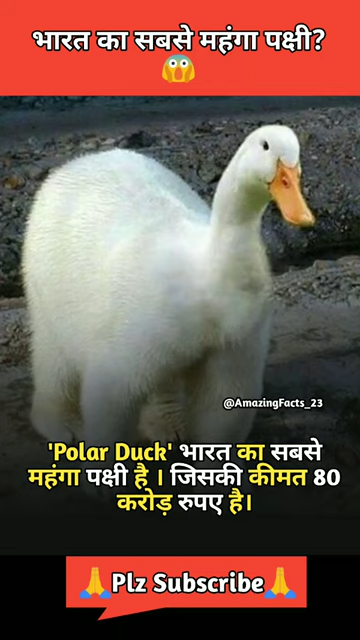 भारत का सबसे महंगा पक्षी?
😱
@AmazingFacts_23
'Polar Duck' भारत का सबसे
महंगा पक्षी है । जिसकी कीमत 80
करोड़ रुपए है।
🙏Plz Subscribe🙏